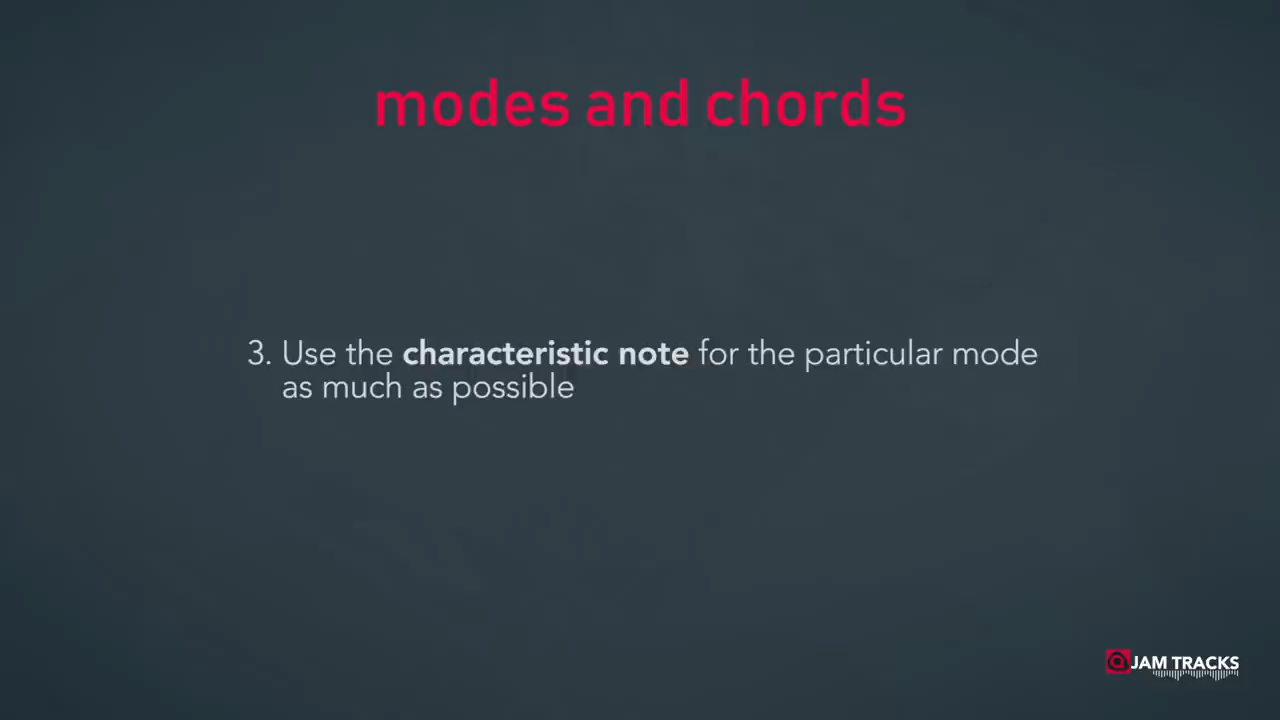 modes and chords
3. Use the characteristic note for the particular mode
as much as possible
JAM TRACKS